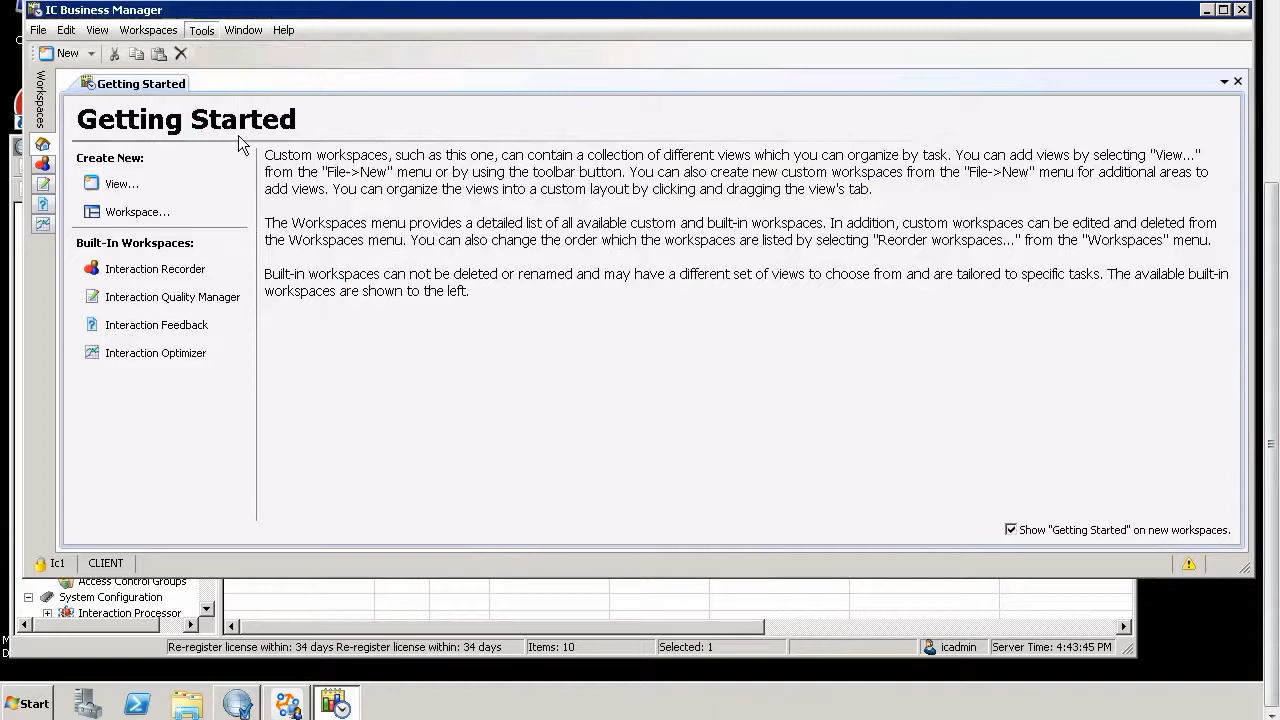 IC Business Manager
File Edit View Workspaces Tools Window Help
New
Workspaces
Getting Started
Getting Started
Create New:
View...
Workspace...
Built-In Workspaces:
Interaction Recorder
Interaction Quality Manager
Interaction Feedback
Interaction Optimizer
Custom workspaces, such as this one, can contain a collection of different views which you can organize by task. You can add views by selecting "View..."
from the "File->New" menu or by using the toolbar button. You can also create new custom workspaces from the "File->New" menu for additional areas to
add views. You can organize the views into a custom layout by clicking and dragging the view's tab.
The Workspaces menu provides a detailed list of all available custom and built-in workspaces. In addition, custom workspaces can be edited and deleted from
the Workspaces menu. You can also change the order which the workspaces are listed by selecting "Reorder workspaces..." from the "Workspaces" menu.
Built-in workspaces can not be deleted or renamed and may have a different set of views to choose from and are tailored to specific tasks. The available built-in
workspaces are shown to the left.
Show "Getting Started" on new workspaces.
Ic1 CLIENT
Access Control Groups
System Configuration
Interaction Processor
Re-register license within: 34 days Re-register license within: 34 days Items: 10 Selected: 1 icadmin Server Time: 4:43:45 PM
Start